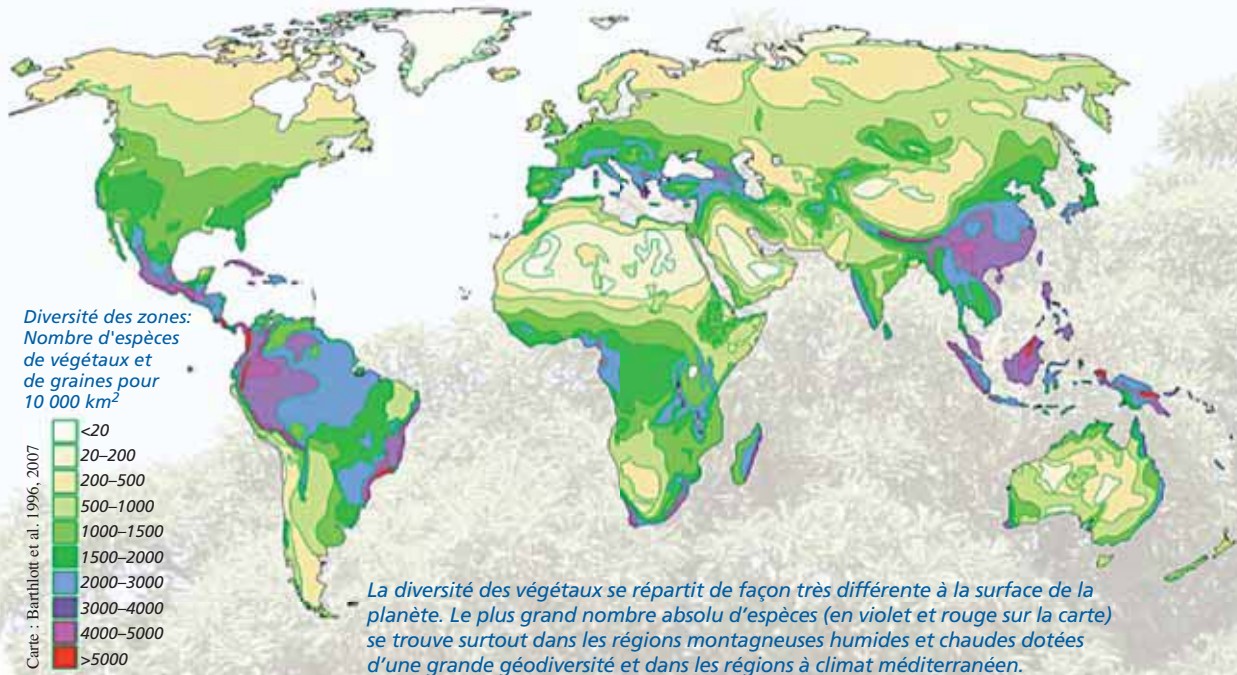 Diversité des zones:
Nombre d'espèces
de végétaux et
de graines pour
10 000 km²
<20
20–200
200–500
500–1000
1000–1500
1500–2000
2000–3000
3000–4000
4000–5000
>5000
Carte : Barthlott et al. 1996, 2007
La diversité des végétaux se répartit de façon très différente à la surface de la
planète. Le plus grand nombre absolu d'espèces (en violet et rouge sur la carte)
se trouve surtout dans les régions montagneuses humides et chaudes dotées
d'une grande géodiversité et dans les régions à climat méditerranéen.